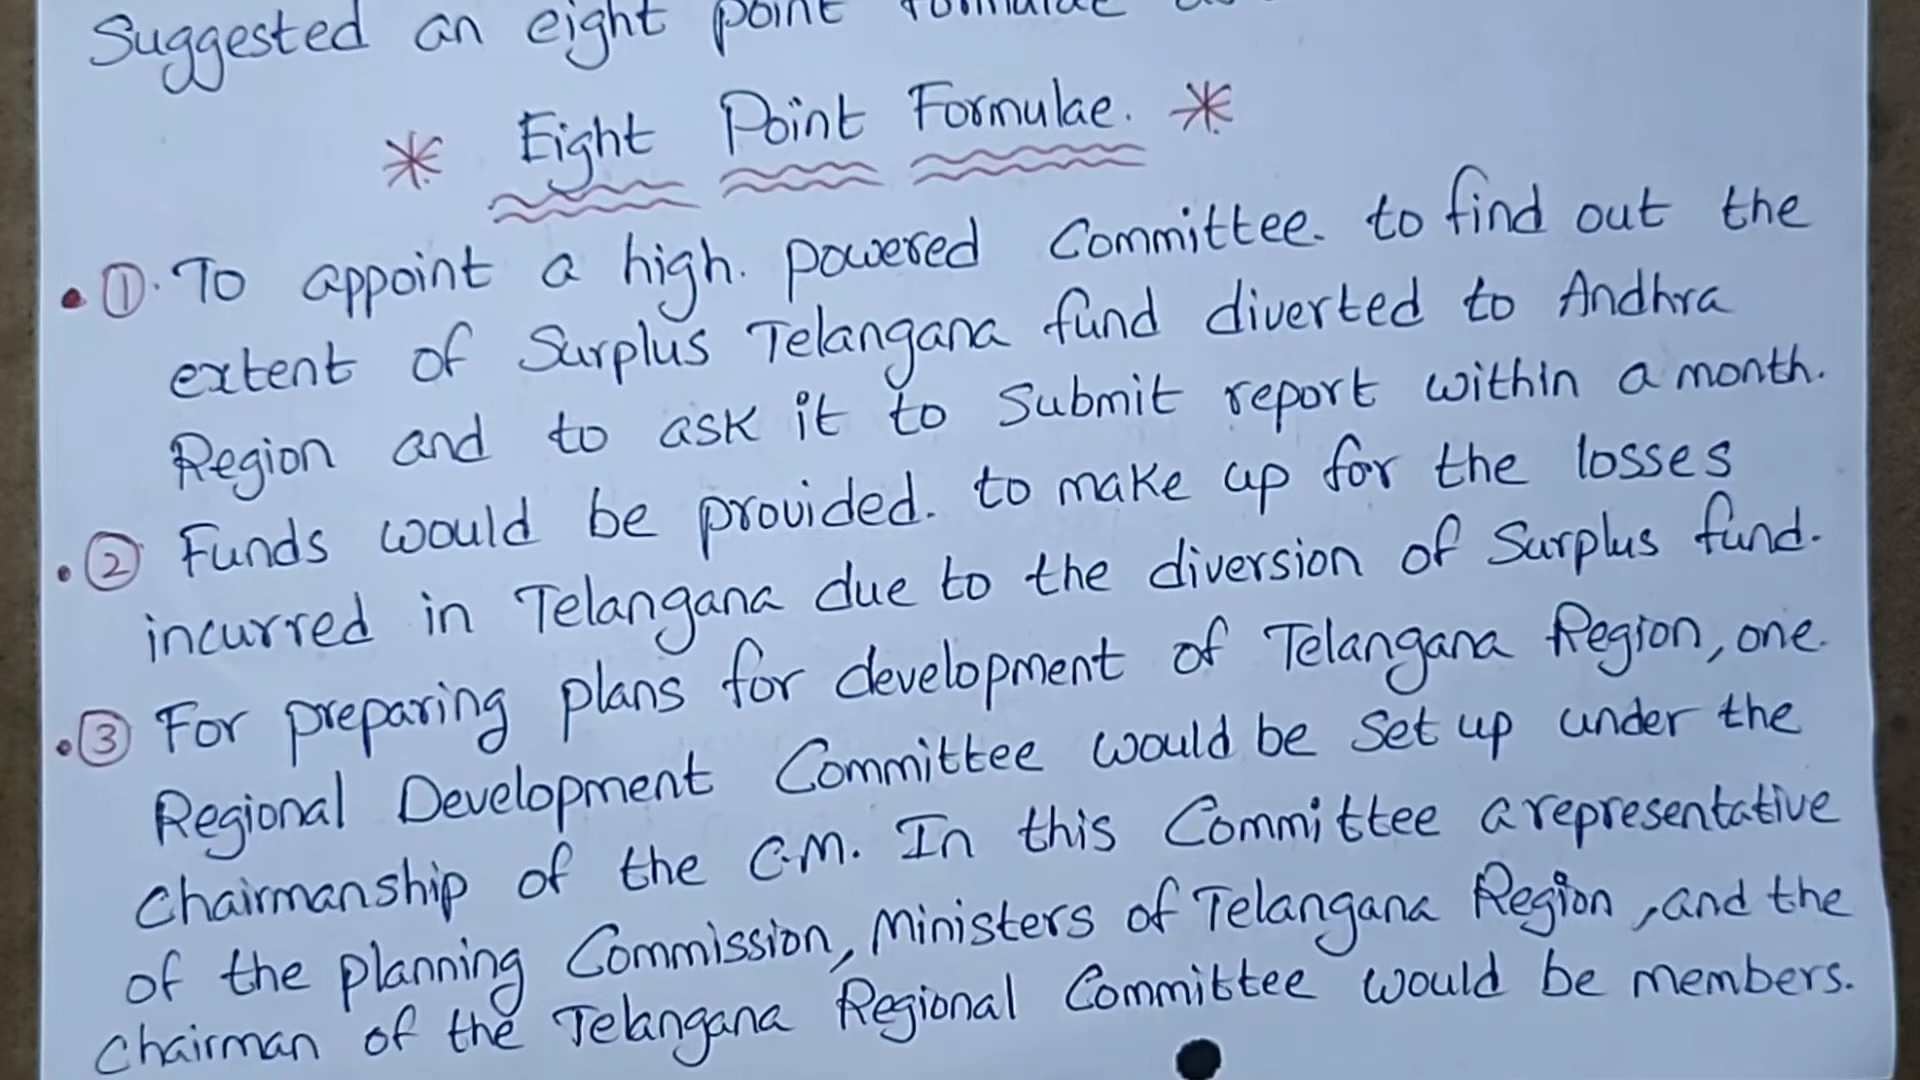 Suggested an eight point formulae
* Eight Point Formulae. *
• ①. To appoint a high. powered Committee. to find out the
extent of Surplus Telangana fund diverted to Andhra
Region and to ask it to Submit report within a month.
• ② Funds would be provided. to make up for the losses
incurred in Telangana due to the diversion of Surplus fund.
• ③ For preparing plans for development of Telangana Region, one.
Regional Development Committee would be Set up under the
Chairmanship of the C.M. In this Committee a representative
of the planning Commission, Ministers of Telangana Region, and the
Chairman of the Telangana Regional Committee would be members.